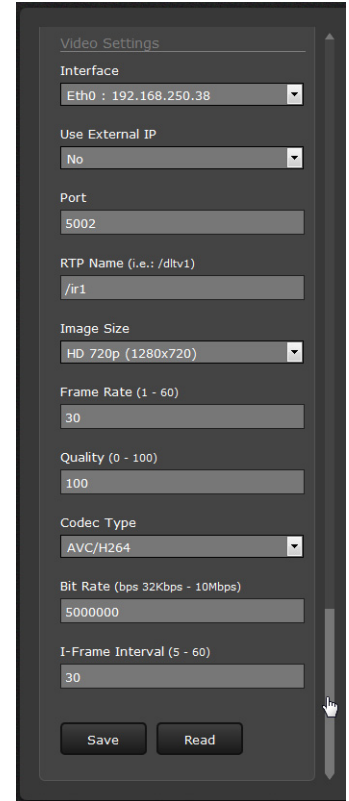 Video Settings
Interface
Eth0 : 192.168.250.38
Use External IP
No
Port
5002
RTP Name (i.e.: /dltv1)
/ir1
Image Size
HD 720p (1280x720)
Frame Rate (1 - 60)
30
Quality (0 - 100)
100
Codec Type
AVC/H264
Bit Rate (bps 32Kbps - 10Mbps)
5000000
I-Frame Interval (5 - 60)
30
Save Read